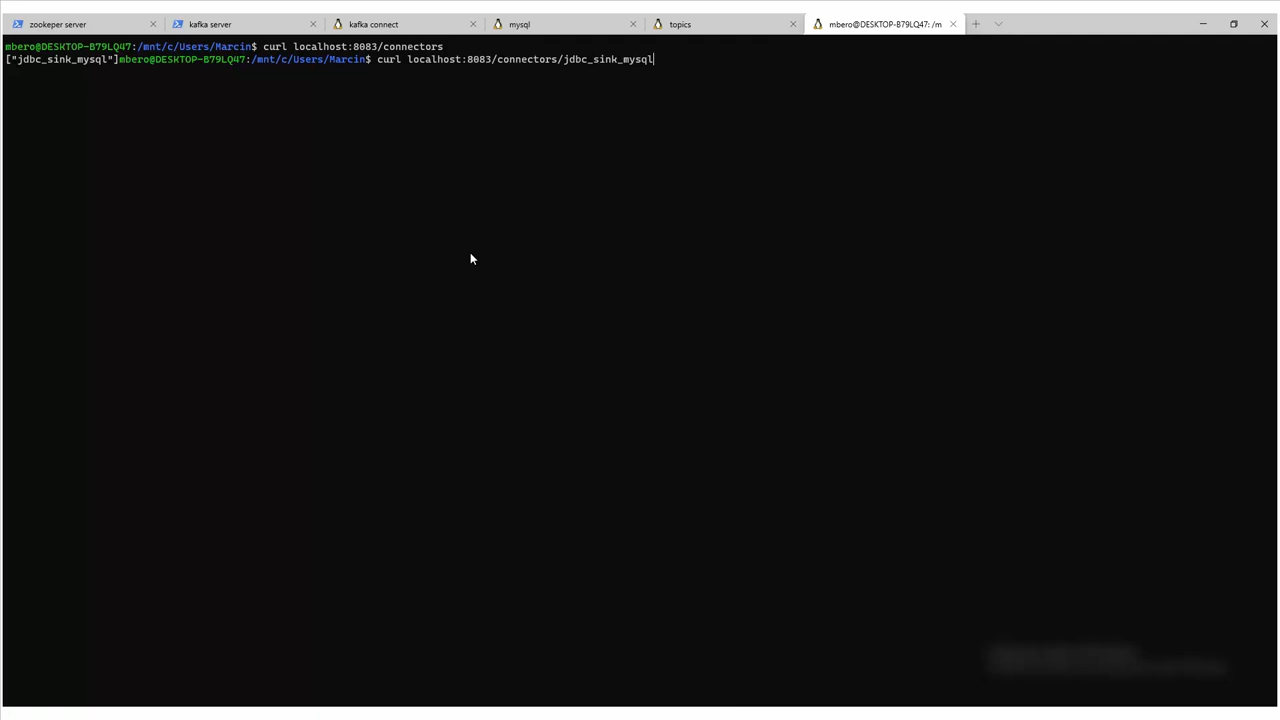 zookeper server
kafka server
kafka connect
mysql
topics
mbero@DESKTOP-B79LQ47: /m
mbero@DESKTOP-B79LQ47:/mnt/c/Users/Marcin$ curl localhost:8083/connectors
["jdbc_sink_mysql"]mbero@DESKTOP-B79LQ47:/mnt/c/Users/Marcin$ curl localhost:8083/connectors/jdbc_sink_mysql